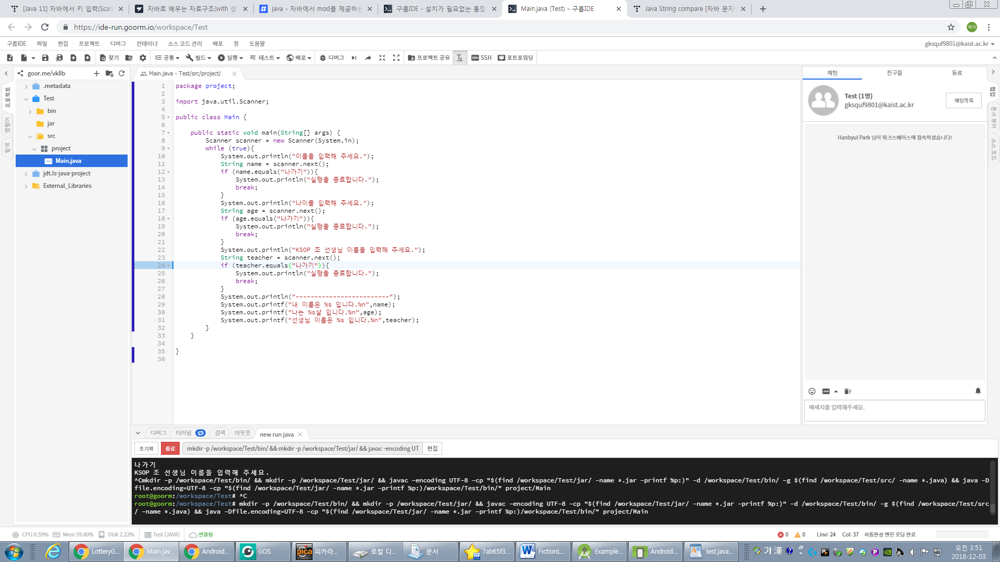 [Java 11] 자바에서 키 입력(Scan
자바로 배우는 자료구조(with 생
java - 자바에서 mod를 제공하는
구름IDE - 설치가 필요없는 통합
Main.java (Test) - 구름IDE
Java String compare [자바 문자
https://ide-run.goorm.io/workspace/Test
구름IDE 파일 편집 프로젝트 디버그 컨테이너 소스 코드 관리 배포 창 도움말
gksquf9801@kaist.ac.kr
찾기 공통 빌드 실행 테스트 배포 디버그 프로젝트 공유 SSH 포트포워딩
goor.me/vk8b
Main.java - Test/src/project/
프로젝트
.metadata
Test
bin
jar
src
project
Main.java
jdt.ls-java-project
External_Libraries
1 package project;
2
3 import java.util.Scanner;
4
5 public class Main {
6
7 public static void main(String[] args) {
8 Scanner scanner = new Scanner(System.in);
9 while (true){
10 System.out.println("이름을 입력해 주세요.");
11 String name = scanner.next();
12 if (name.equals("나가기")){
13 System.out.println("실행을 종료합니다.");
14 break;
15 }
16 System.out.println("나이를 입력해 주세요.");
17 String age = scanner.next();
18 if (age.equals("나가기")){
19 System.out.println("실행을 종료합니다.");
20 break;
21 }
22 System.out.println("KSOP 조 선생님 이름을 입력해 주세요.");
23 String teacher = scanner.next();
24 if (teacher.equals("나가기")){
25 System.out.println("실행을 종료합니다.");
26 break;
27 }
28 System.out.println("-------------------------");
29 System.out.printf("내 이름은 %s 입니다.%n",name);
30 System.out.printf("나는 %s살 입니다.%n",age);
31 System.out.printf("선생님 이름은 %s 입니다.%n",teacher);
32 }
33 }
34
35 }
36
채팅 친구들 동료
Test (1명)
gksquf9801@kaist.ac.kr
채팅목록
Hanbyul Park 님이 워크스페이스에 접속하셨습니다!
메세지를 입력해주세요.
협업
문서 뷰어
소스코드
디버그 터미널 검색 아웃풋 new run java
초기화 종료 mkdir -p /workspace/Test/bin/ && mkdir -p /workspace/Test/jar/ && javac -encoding UT 편집
나가기
KSOP 조 선생님 이름을 입력해 주세요.
^Cmkdir -p /workspace/Test/bin/ && mkdir -p /workspace/Test/jar/ && javac -encoding UTF-8 -cp "$(find /workspace/Test/jar/ -name *.jar -printf %p:)" -d /workspace/Test/bin/ -g $(find /workspace/Test/src/ -name *.java) && java -D
file.encoding=UTF-8 -cp "$(find /workspace/Test/jar/ -name *.jar -printf %p:)/workspace/Test/bin/" project/Main
root@goorm:/workspace/Test# ^C
root@goorm:/workspace/Test# mkdir -p /workspace/Test/bin/ && mkdir -p /workspace/Test/jar/ && javac -encoding UTF-8 -cp "$(find /workspace/Test/jar/ -name *.jar -printf %p:)" -d /workspace/Test/bin/ -g $(find /workspace/Test/src
/ -name *.java) && java -Dfile.encoding=UTF-8 -cp "$(find /workspace/Test/jar/ -name *.jar -printf %p:)/workspace/Test/bin/" project/Main
CPU 0.59% Mem 59.40% Disk 2.22% Test (JAVA) 연결됨
0 0 Line: 24 Col: 37 자동완성 엔진 로딩 완료
LotteryG... Main.jav... Android... GOS 피카라... 로컬 디... 문서 7ab65f3... FictionL... Example... Android... test.java...
가 漢
오전 3:51
2018-12-03